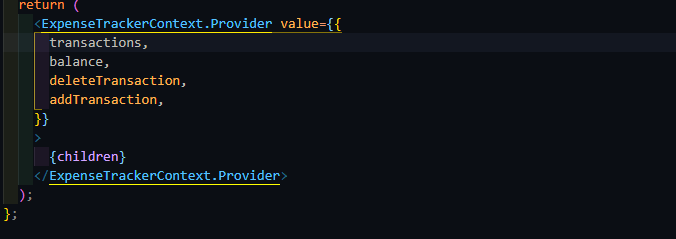 return (
<ExpenseTrackerContext.Provider value={{
transactions,
balance,
deleteTransaction,
addTransaction,
}}
>
{children}
</ExpenseTrackerContext.Provider>
);
};